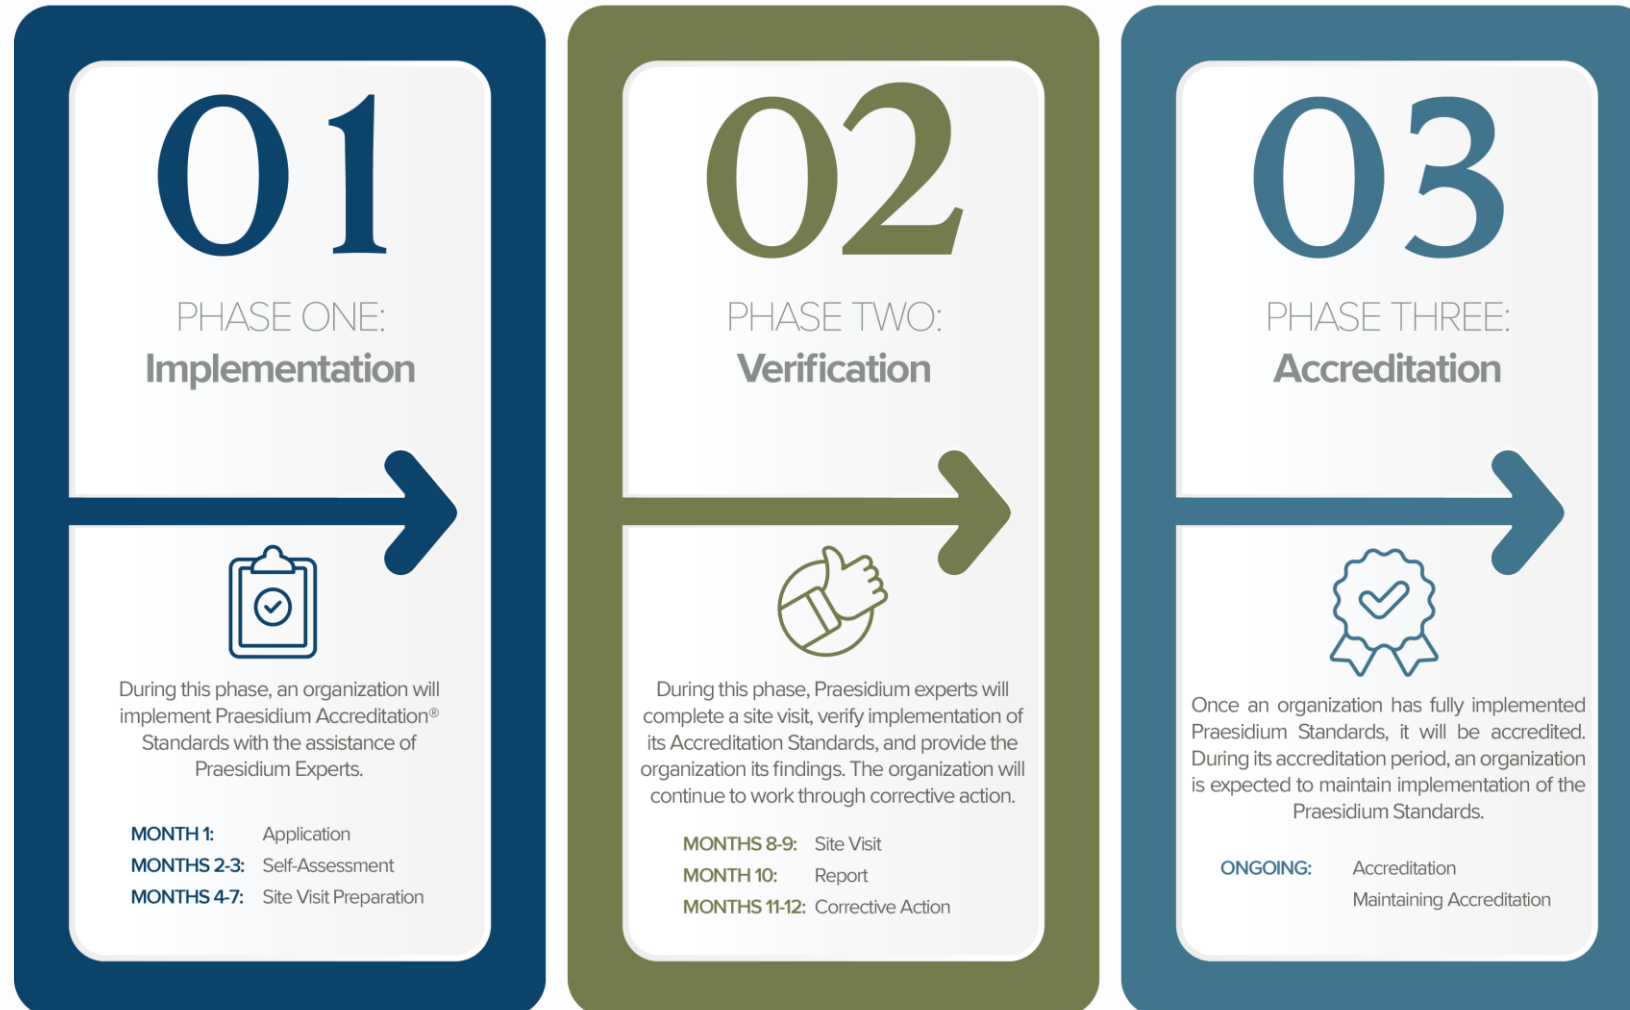 01
PHASE ONE:
Implementation
During this phase, an organization will
implement Praesidium Accreditation®
Standards with the assistance of
Praesidium Experts.
MONTH 1: Application
MONTHS 2-3: Self-Assessment
MONTHS 4-7: Site Visit Preparation
02
PHASE TWO:
Verification
During this phase, Praesidium experts will
complete a site visit, verify implementation of
its Accreditation Standards, and provide the
organization its findings. The organization will
continue to work through corrective action.
MONTHS 8-9: Site Visit
MONTH 10: Report
MONTHS 11-12: Corrective Action
03
PHASE THREE:
Accreditation
Once an organization has fully implemented
Praesidium Standards, it will be accredited.
During its accreditation period, an organization
is expected to maintain implementation of the
Praesidium Standards.
ONGOING: Accreditation
Maintaining Accreditation